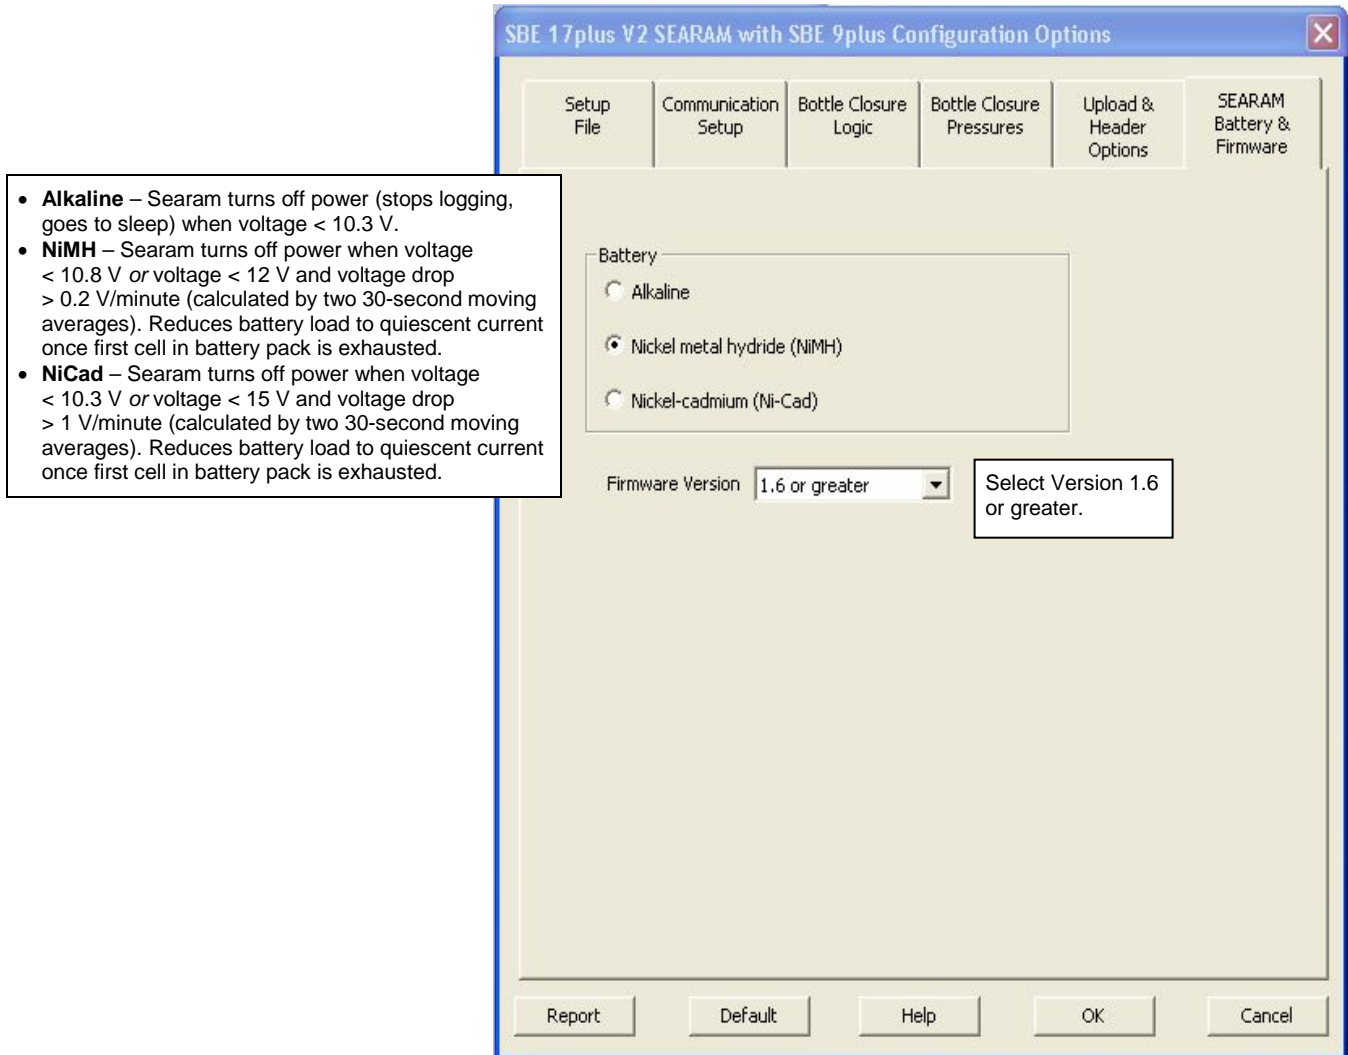 SBE 17plus V2 SEARAM with SBE 9plus Configuration Options
Setup
File
Communication
Setup
Bottle Closure
Logic
Bottle Closure
Pressures
Upload &
Header
Options
SEARAM
Battery &
Firmware
• Alkaline – Searam turns off power (stops logging,
goes to sleep) when voltage < 10.3 V.
• NiMH – Searam turns off power when voltage
< 10.8 V or voltage < 12 V and voltage drop
> 0.2 V/minute (calculated by two 30-second moving
averages). Reduces battery load to quiescent current
once first cell in battery pack is exhausted.
• NiCad – Searam turns off power when voltage
< 10.3 V or voltage < 15 V and voltage drop
> 1 V/minute (calculated by two 30-second moving
averages). Reduces battery load to quiescent current
once first cell in battery pack is exhausted.
Battery
Alkaline
Nickel metal hydride (NiMH)
Nickel-cadmium (Ni-Cad)
Firmware Version 1.6 or greater
Select Version 1.6
or greater.
Report Default Help OK Cancel